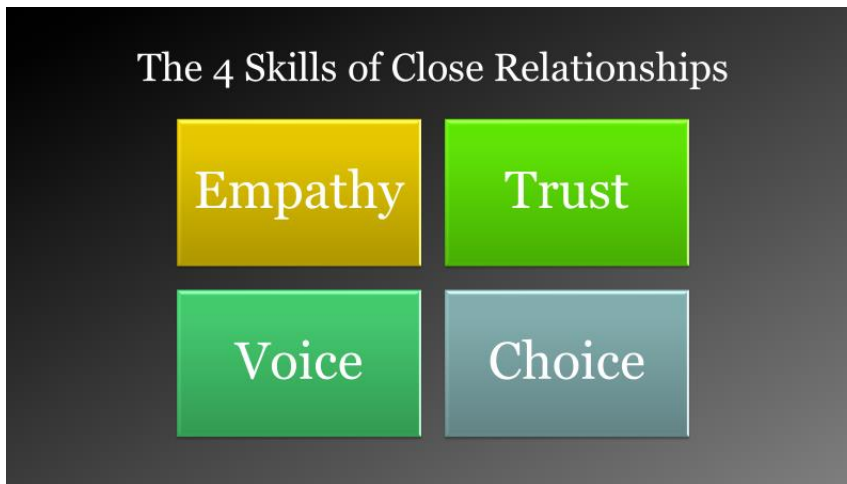 The 4 Skills of Close Relationships
Empathy
Trust
Voice
Choice